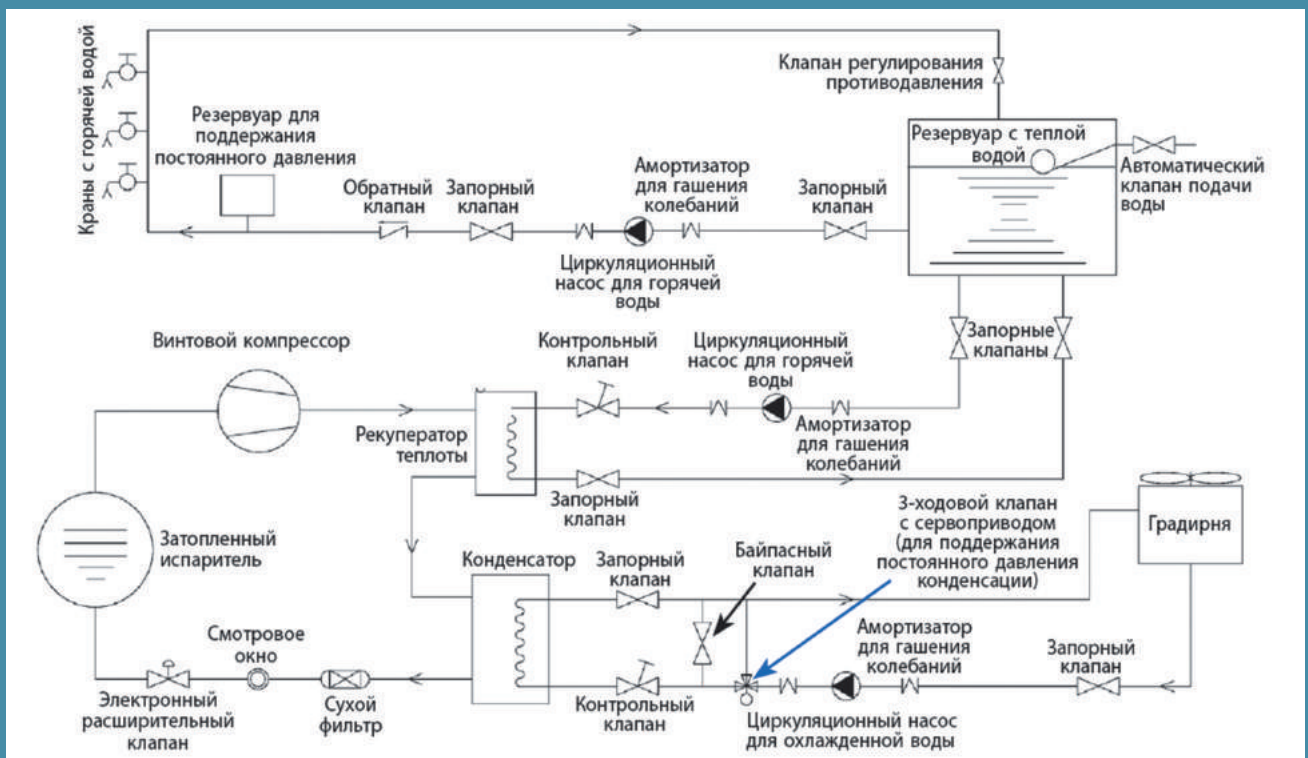 Краны с горячей водой
Клапан регулирования
противодавления
Резервуар для
поддержания
постоянного давления
Обратный
клапан
Запорный
клапан
Амортизатор
для гашения
колебаний
Запорный
клапан
Резервуар с теплой
водой
Автоматический
клапан подачи
воды
Циркуляционный
насос для горячей
воды
Винтовой компрессор
Контрольный
клапан
Циркуляционный
насос для горячей
воды
Запорные
клапаны
Рекуператор
теплоты
Амортизатор
для гашения
колебаний
Запорный
клапан
3-ходовой клапан
с сервоприводом
(для поддержания
постоянного давления
конденсации)
Градирня
Затопленный
испаритель
Конденсатор
Запорный
клапан
Байпасный
клапан
Смотровое
окно
Амортизатор
для гашения
колебаний
Запорный
клапан
Электронный
расширительный
клапан
Сухой
фильтр
Контрольный
клапан
Циркуляционный насос
для охлажденной воды